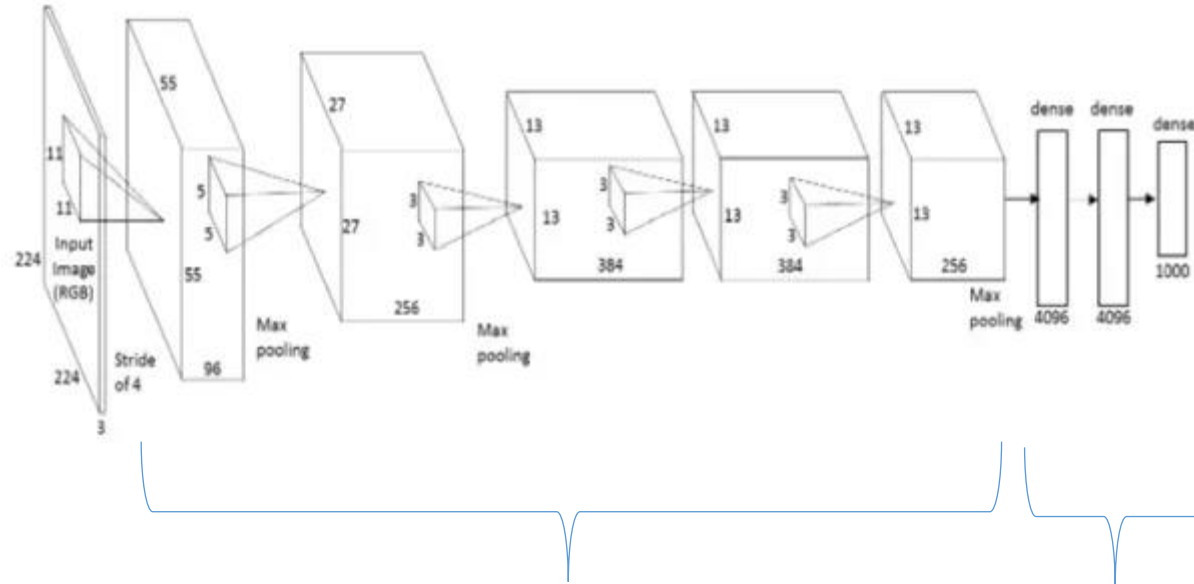 224
11
11
Input
Image
(RGB)
224
3
Stride
of 4
55
5
5
55
96
Max
pooling
27
3
3
27
256
Max
pooling
13
3
3
13
384
13
3
3
13
384
13
13
256
Max
pooling
dense
4096
dense
4096
dense
1000